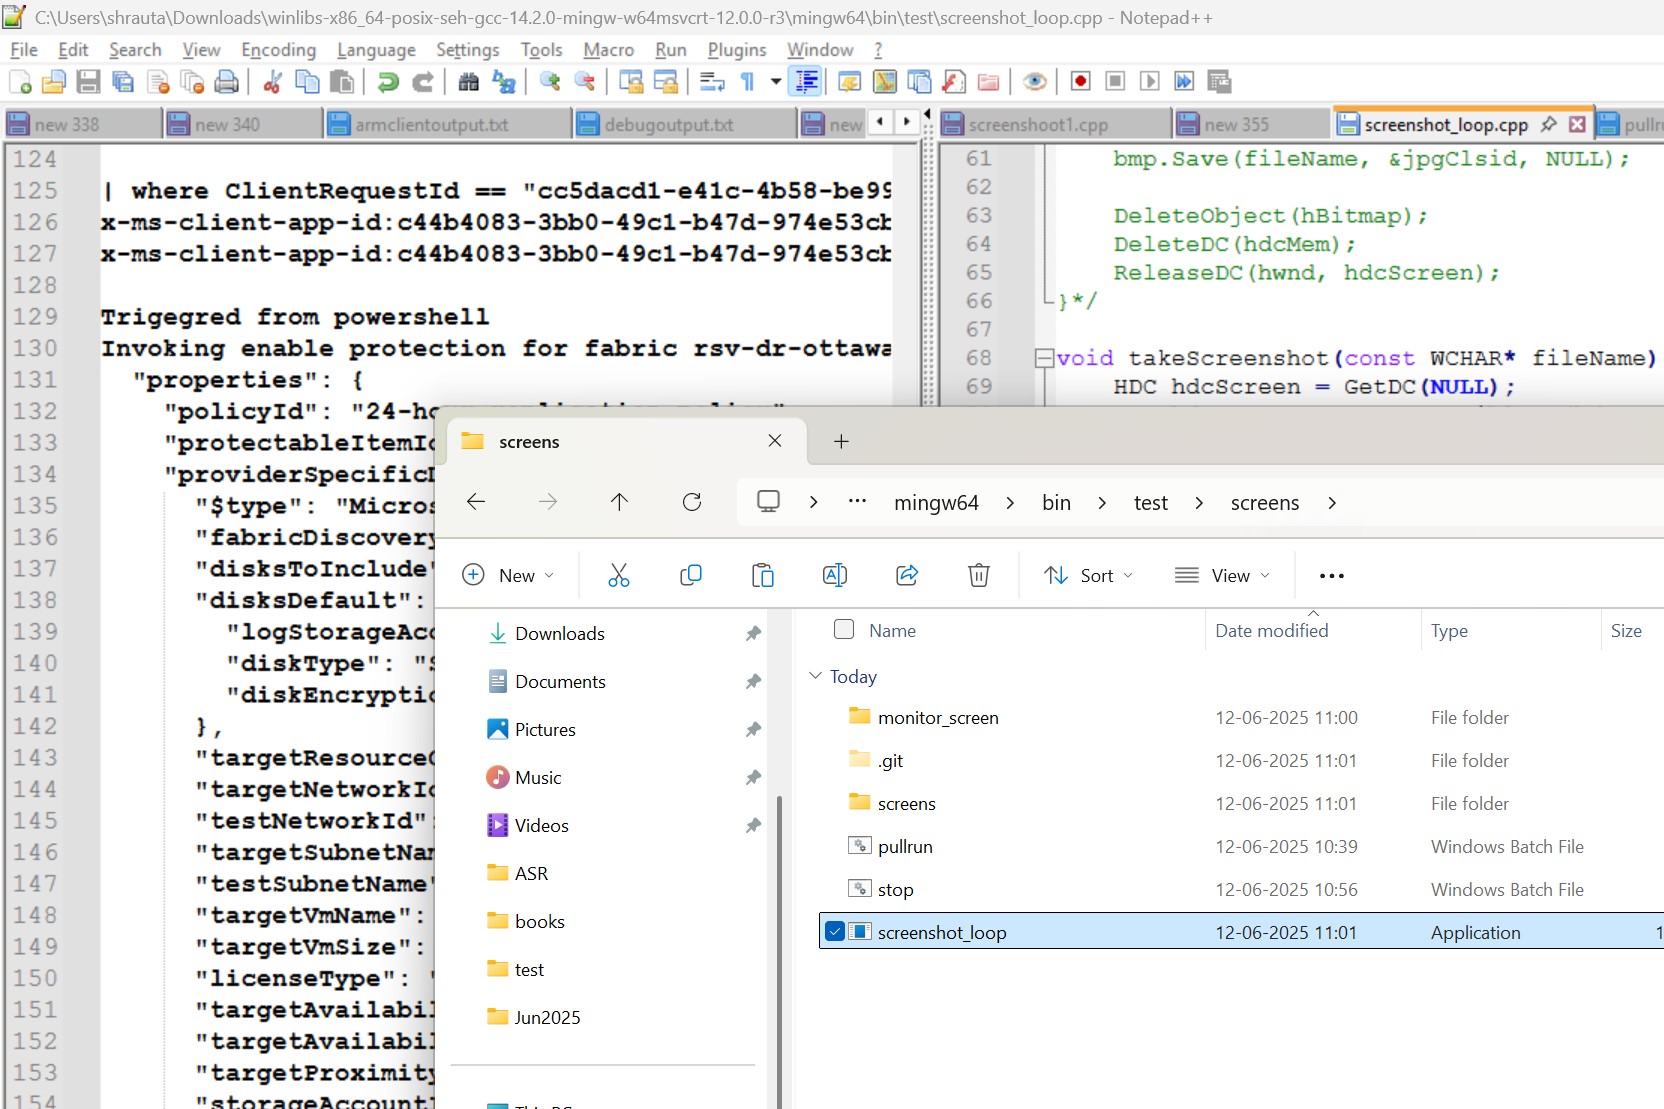 C:\Users\shrauta\Downloads\winlibs-x86_64-posix-seh-gcc-14.2.0-mingw-w64msvcrt-12.0.0-r3\mingw64\bin\test\screenshot_loop.cpp - Notepad++
File Edit Search View Encoding Language Settings Tools Macro Run Plugins Window ?
new 338 new 340 armclientoutput.txt debugoutput.txt new
screenshoot1.cpp new 355 screenshot_loop.cpp pullru
124
125 | where ClientRequestId == "cc5dacd1-e41c-4b58-be99
126 x-ms-client-app-id:c44b4083-3bb0-49c1-b47d-974e53cb
127 x-ms-client-app-id:c44b4083-3bb0-49c1-b47d-974e53cb
128
129 Trigegred from powershell
130 Invoking enable protection for fabric rsv-dr-ottawa
131 "properties": {
132 "policyId": "24-ho
133 "protectableItemId
134 "providerSpecificD
135 "$type": "Micros
136 "fabricDiscovery
137 "disksToInclude"
138 "disksDefault":
139 "logStorageAcc
140 "diskType": "S
141 "diskEncryptio
142 },
143 "targetResourceG
144 "targetNetworkId
145 "testNetworkId":
146 "targetSubnetNam
147 "testSubnetName"
148 "targetVmName":
149 "targetVmSize":
150 "licenseType": "
151 "targetAvailabil
152 "targetAvailabil
153 "targetProximity
154 "storageAccountI
61 bmp.Save(fileName, &jpgClsid, NULL);
62
63 DeleteObject(hBitmap);
64 DeleteDC(hdcMem);
65 ReleaseDC(hwnd, hdcScreen);
66 }*/
67
68 void takeScreenshot(const WCHAR* fileName)
69 HDC hdcScreen = GetDC(NULL);
screens
mingw64 > bin > test > screens >
New Sort View
Downloads
Documents
Pictures
Music
Videos
ASR
books
test
Jun2025
This PC
Name Date modified Type Size
Today
monitor_screen 12-06-2025 11:00 File folder
.git 12-06-2025 11:01 File folder
screens 12-06-2025 11:01 File folder
pullrun 12-06-2025 10:39 Windows Batch File
stop 12-06-2025 10:56 Windows Batch File
screenshot_loop 12-06-2025 11:01 Application 1